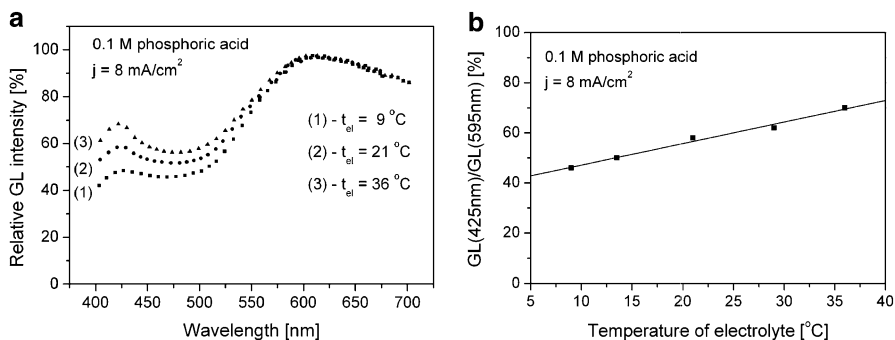 a
0.1 M phosphoric acid
j = 8 mA/cm²
(3)
(2)
(1)
(1) - t_el = 9 °C
(2) - t_el = 21 °C
(3) - t_el = 36 °C
100
80
60
40
20
0
400 450 500 550 600 650 700
Relative GL intensity [%]
Wavelength [nm]
b
0.1 M phosphoric acid
j = 8 mA/cm²
100
80
60
40
20
0
5 10 15 20 25 30 35 40
GL(425nm)/GL(595nm) [%]
Temperature of electrolyte [°C]